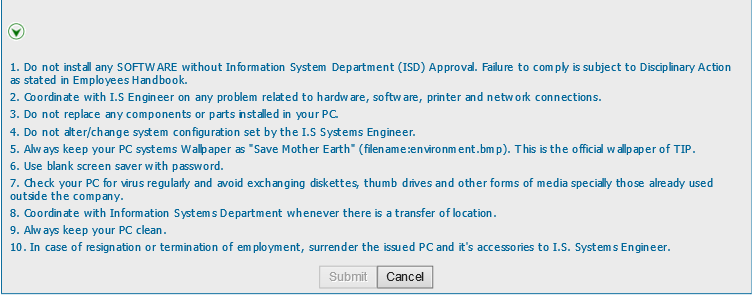 1. Do not install any SOFTWARE without Information System Department (ISD) Approval. Failure to comply is subject to Disciplinary Action
as stated in Employees Handbook.
2. Coordinate with I.S Engineer on any problem related to hardware, software, printer and network connections.
3. Do not replace any components or parts installed in your PC.
4. Do not alter/change system configuration set by the I.S Systems Engineer.
5. Always keep your PC systems Wallpaper as "Save Mother Earth" (filename:environment.bmp). This is the official wallpaper of TIP.
6. Use blank screen saver with password.
7. Check your PC for virus regularly and avoid exchanging diskettes, thumb drives and other forms of media specially those already used
outside the company.
8. Coordinate with Information Systems Department whenever there is a transfer of location.
9. Always keep your PC clean.
10. In case of resignation or termination of employment, surrender the issued PC and it's accessories to I.S. Systems Engineer.
Submit Cancel